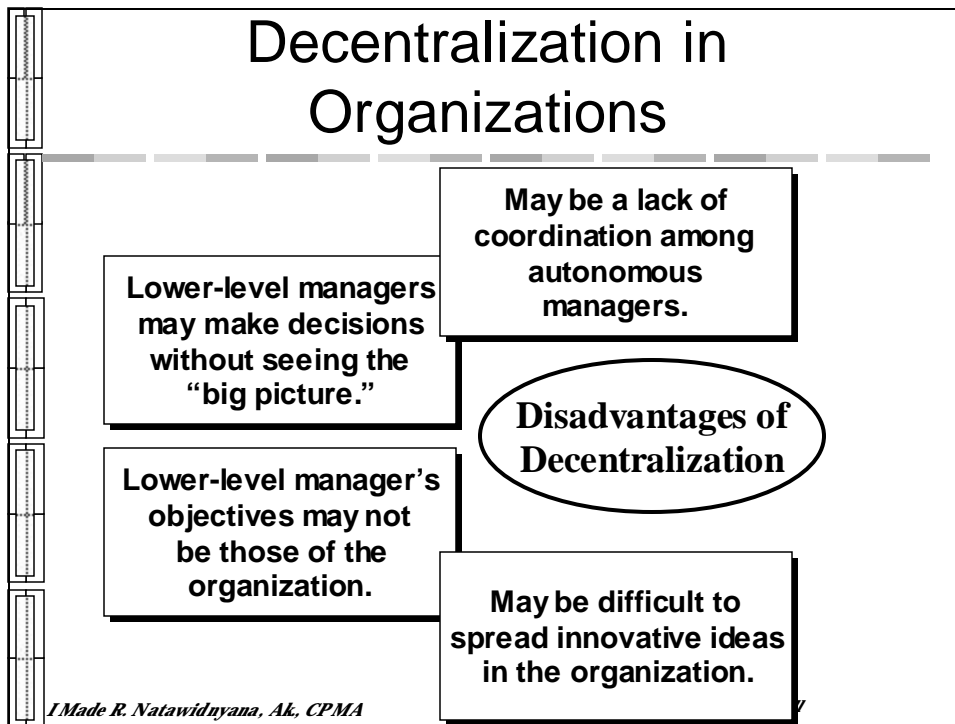 Decentralization in
Organizations
May be a lack of
coordination among
autonomous
managers.
Lower-level managers
may make decisions
without seeing the
“big picture.”
Disadvantages of
Decentralization
Lower-level manager’s
objectives may not
be those of the
organization.
May be difficult to
spread innovative ideas
in the organization.
I Made R. Natawidnyana, Ak., CPMA